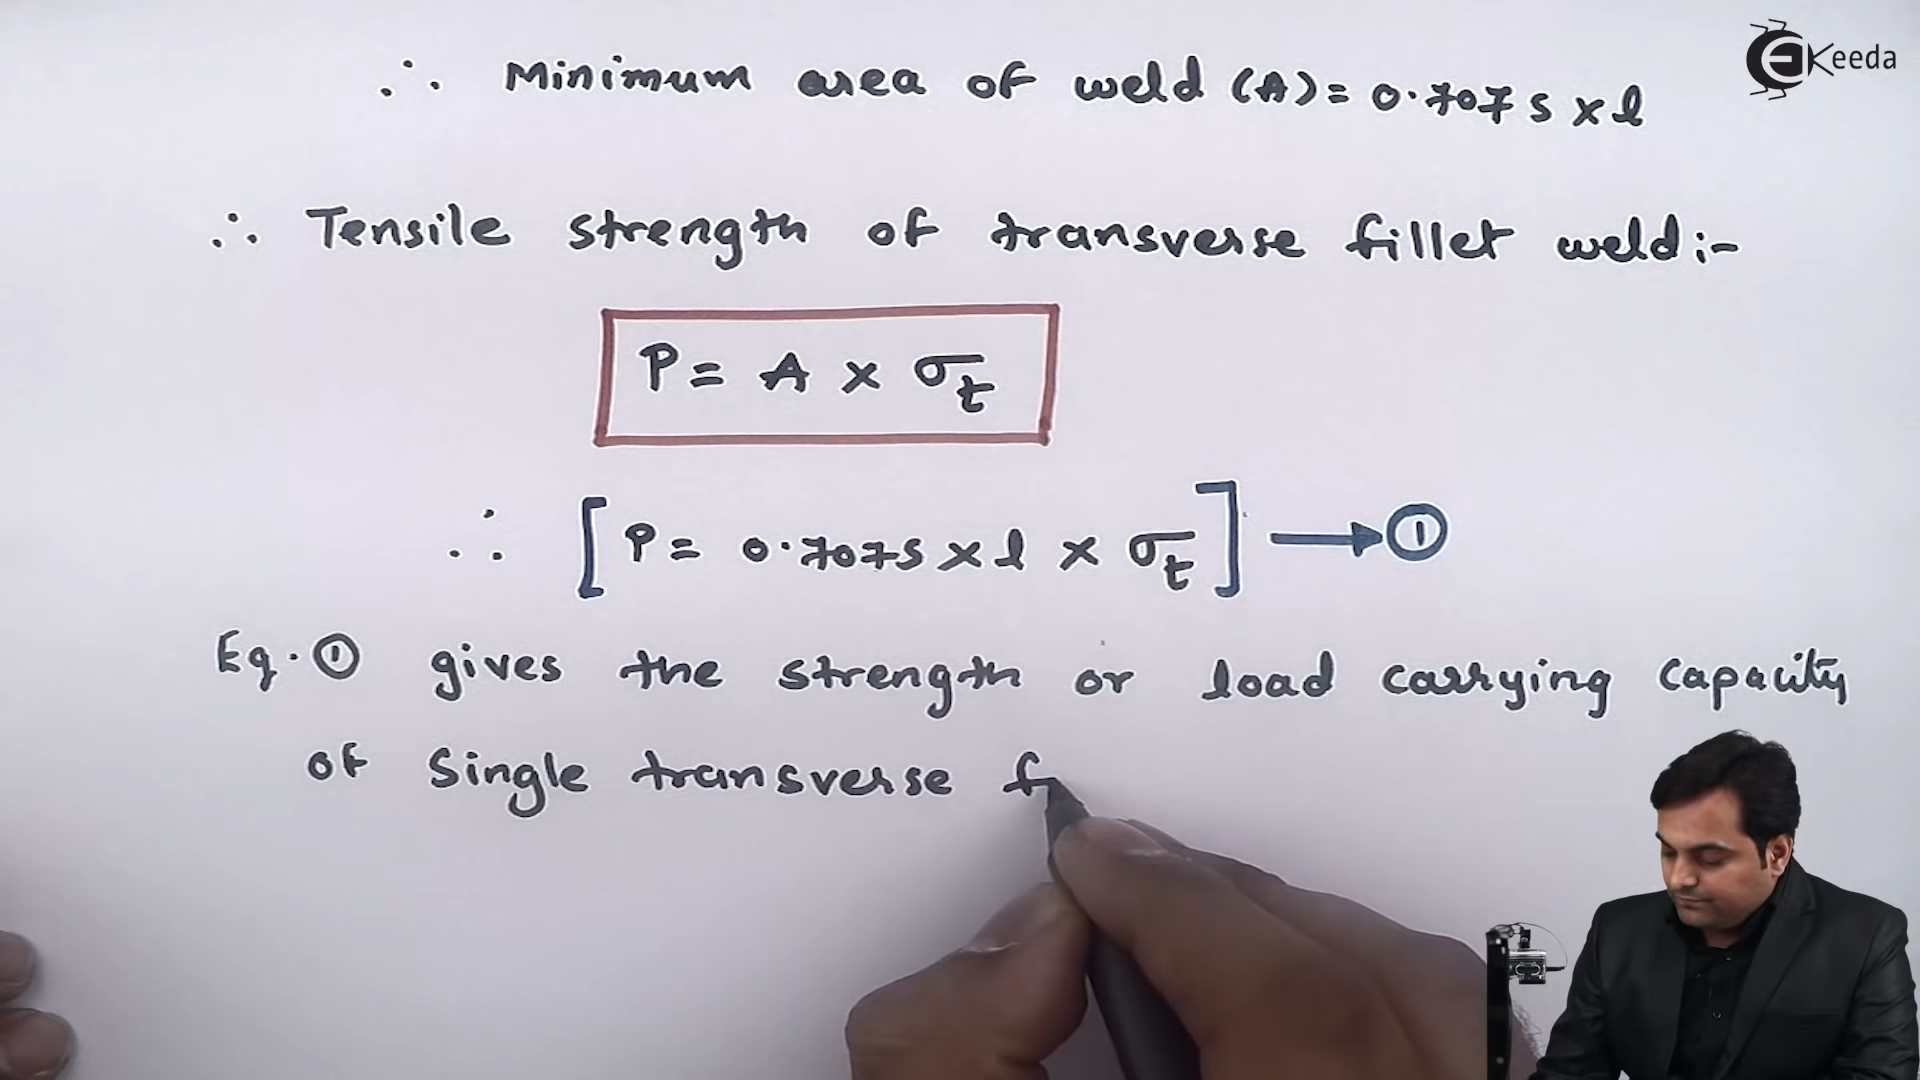 EKeeda
∴ Minimum area of weld (A) = 0.707 s × l
∴ Tensile strength of transverse fillet weld :-
P = A × σt
∴ [P = 0.707 s × l × σt] → ①
Eq. ① gives the strength or load carrying capacity
of single transverse f